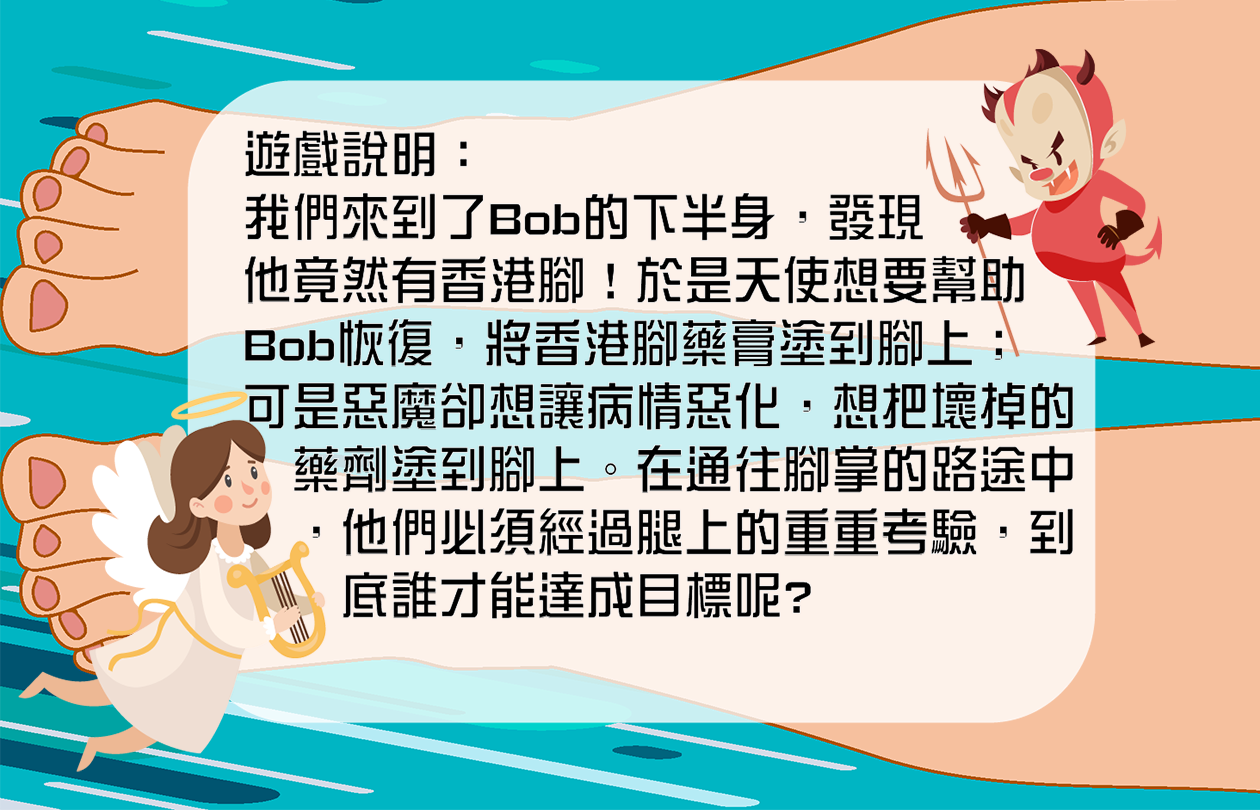 遊戲說明：
我們來到了Bob的下半身，發現
他竟然有香港腳！於是天使想要幫助
Bob恢復，將香港腳藥膏塗到腳上；
可是惡魔卻想讓病情惡化，想把壞掉的
藥劑塗到腳上。在通往腳掌的路途中
，他們必須經過腿上的重重考驗，到
底誰才能達成目標呢?